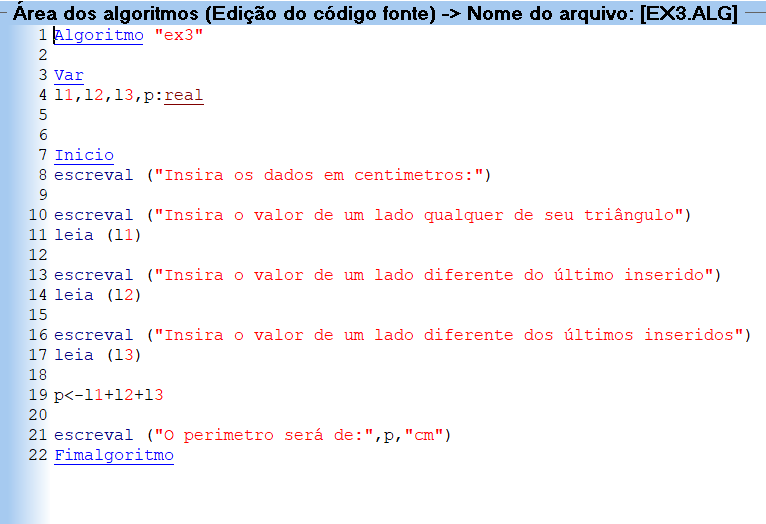 Área dos algoritmos (Edição do código fonte) -> Nome do arquivo: [EX3.ALG]
1 Algoritmo "ex3"
2
3 Var
4 l1,l2,l3,p:real
5
6
7 Inicio
8 escreval ("Insira os dados em centimetros:")
9
10 escreval ("Insira o valor de um lado qualquer de seu triângulo")
11 leia (l1)
12
13 escreval ("Insira o valor de um lado diferente do último inserido")
14 leia (l2)
15
16 escreval ("Insira o valor de um lado diferente dos últimos inseridos")
17 leia (l3)
18
19 p<-l1+l2+l3
20
21 escreval ("O perimetro será de:",p,"cm")
22 Fimalgoritmo